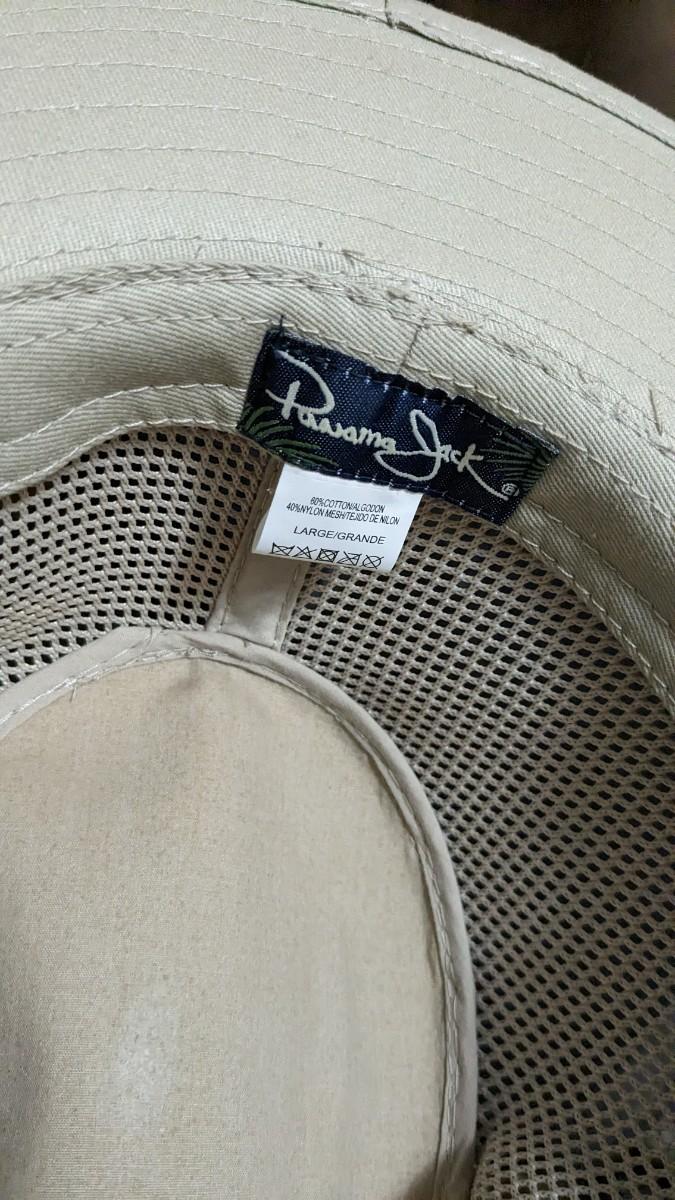 Panama Jack®
60%COTTON/ALGODON
40%NYLON MESH/TEJIDO DE NILON
LARGE/GRANDE